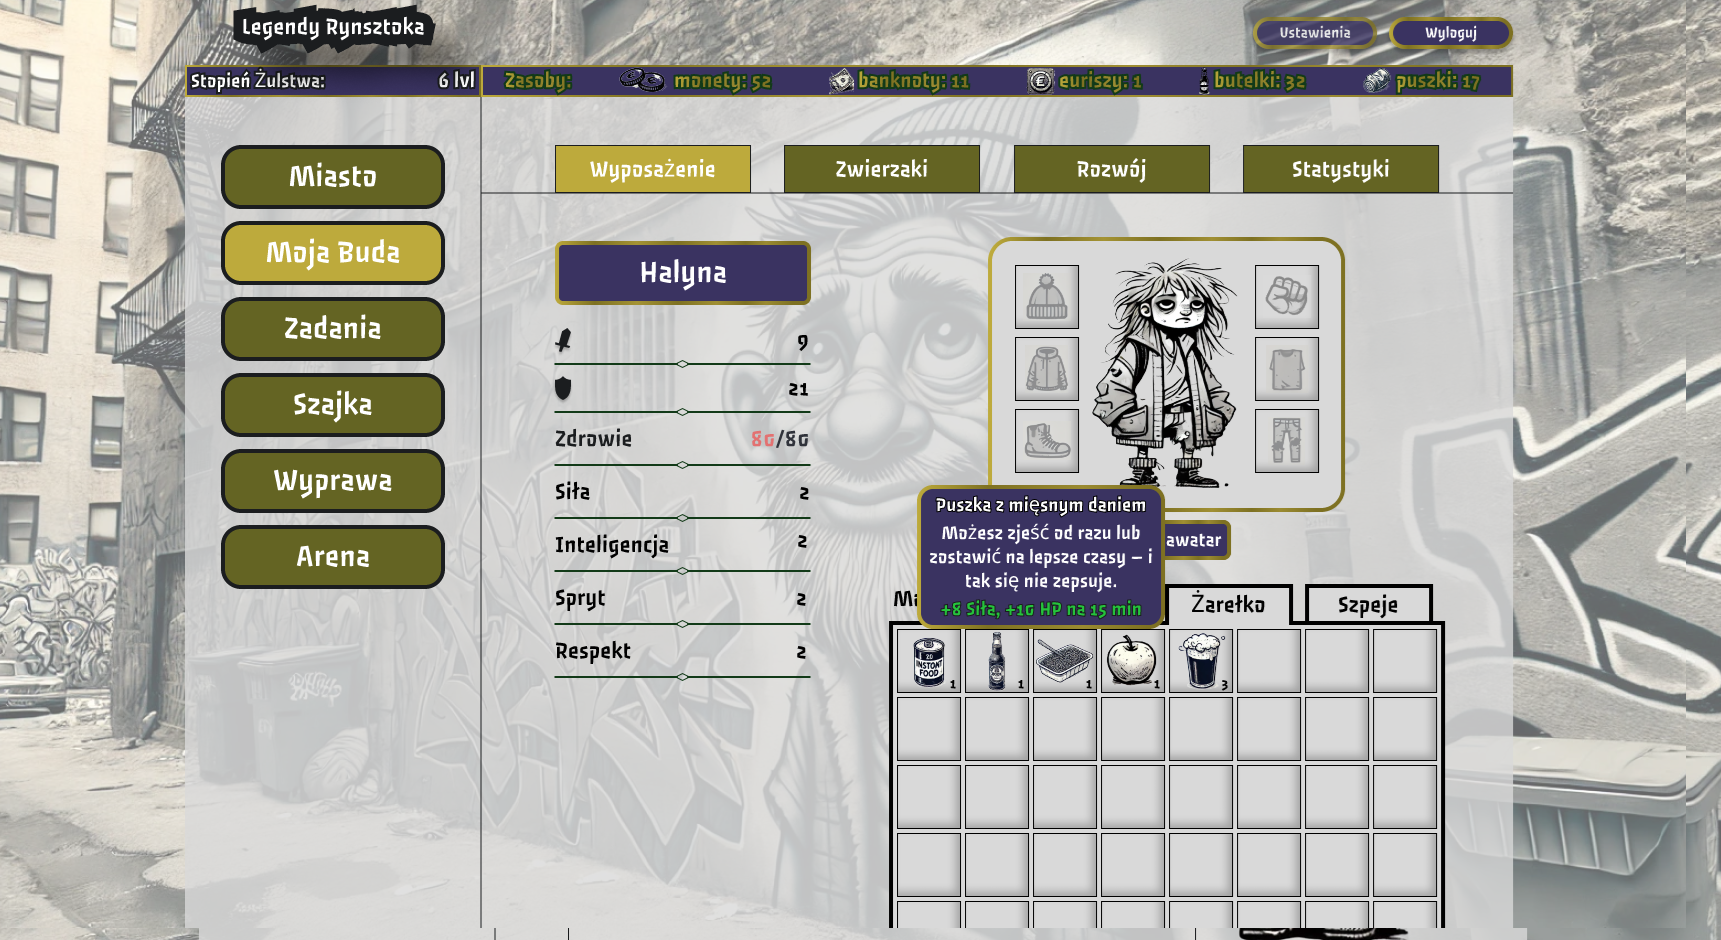 Legendy Rynsztoka
Ustawienia
Wyloguj
Stopień Żulstwa: 6 lvl
Zasoby: monety: 52 banknoty: 11 euriszy: 1 butelki: 32 puszki: 17
Miasto
Moja Buda
Zadania
Szajka
Wyprawa
Arena
Wyposażenie
Zwierzaki
Rozwój
Statystyki
Halyna
9
21
Zdrowie 80/80
Siła 2
Inteligencja 2
Spryt 2
Respekt 2
awatar
Puszka z mięsnym daniem
Możesz zjeść od razu lub
zostawić na lepsze czasy – i
tak się nie zepsuje.
+8 Siła, +10 HP na 15 min
Żarełko
Szpeje
20
INSTANT
FOOD
1
1
1
1
3